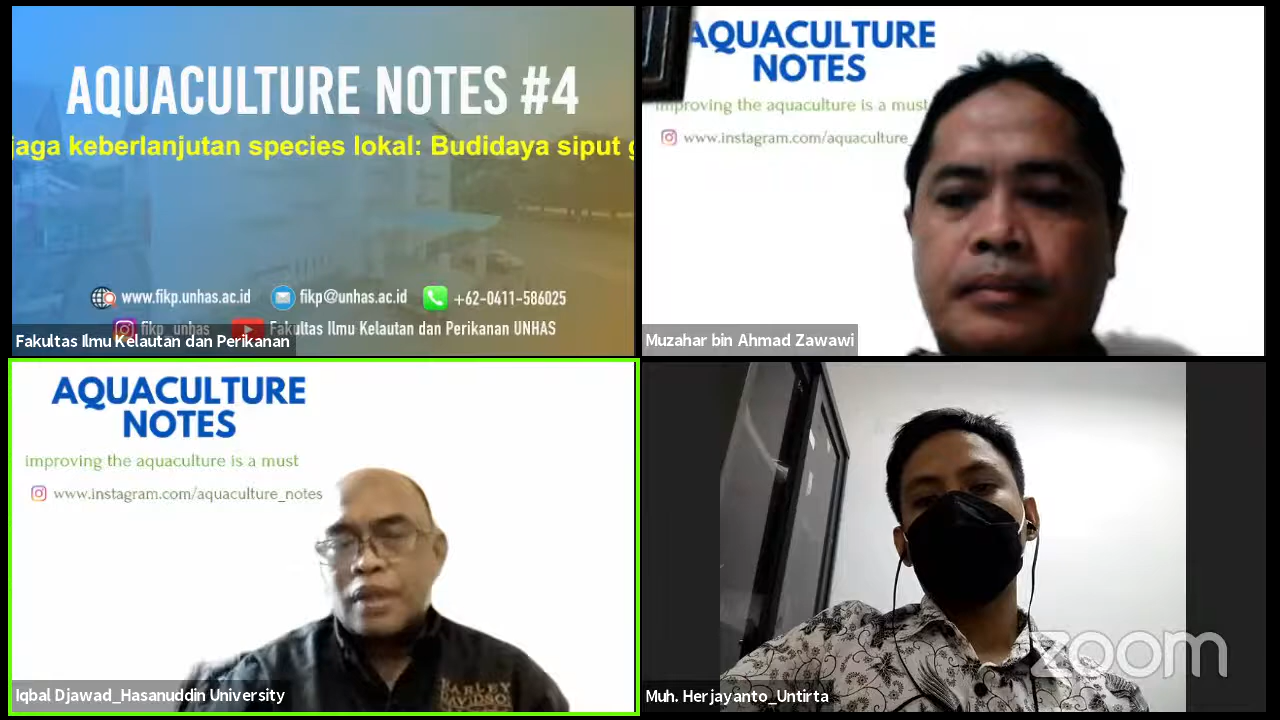 AQUACULTURE NOTES #4
jaga keberlanjutan species lokal: Budidaya siput
www.fikp.unhas.ac.id fikp@unhas.ac.id +62-0411-586025
fikp_unhas Fakultas Ilmu Kelautan dan Perikanan UNHAS
Fakultas Ilmu Kelautan dan Perikanan
AQUACULTURE
NOTES
improving the aquaculture is a must
www.instagram.com/aquaculture_
Muzahar bin Ahmad Zawawi
AQUACULTURE
NOTES
improving the aquaculture is a must
www.instagram.com/aquaculture_notes
HARLEY
DAVIDSON
Iqbal Djawad_Hasanuddin University
zoom
Muh. Herjayanto_Untirta